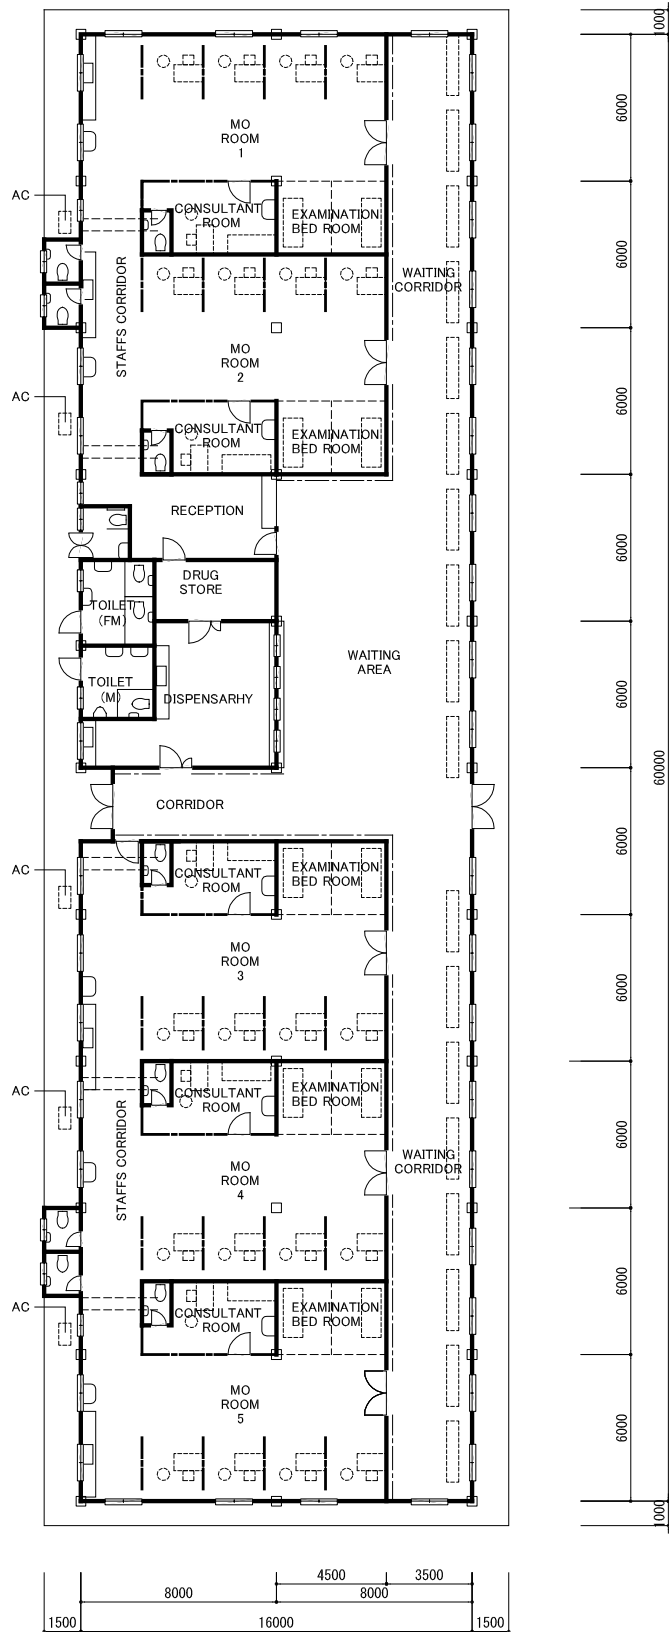 1000
6000
MO
ROOM
1
AC
CONSULTANT
ROOM
EXAMINATION
BED ROOM
6000
STAFFS CORRIDOR
WAITING
CORRIDOR
MO
ROOM
2
AC
6000
CONSULTANT
ROOM
EXAMINATION
BED ROOM
RECEPTION
6000
DRUG
STORE
TOILET
(FM)
WAITING
AREA
6000
TOILET
(M)
DISPENSARHY
60000
CORRIDOR
6000
AC
CONSULTANT
ROOM
EXAMINATION
BED ROOM
MO
ROOM
3
6000
AC
CONSULTANT
ROOM
EXAMINATION
BED ROOM
6000
STAFFS CORRIDOR
WAITING
CORRIDOR
MO
ROOM
4
6000
AC
CONSULTANT
ROOM
EXAMINATION
BED ROOM
MO
ROOM
5
6000
1000
4500
3500
8000
8000
1500
16000
1500